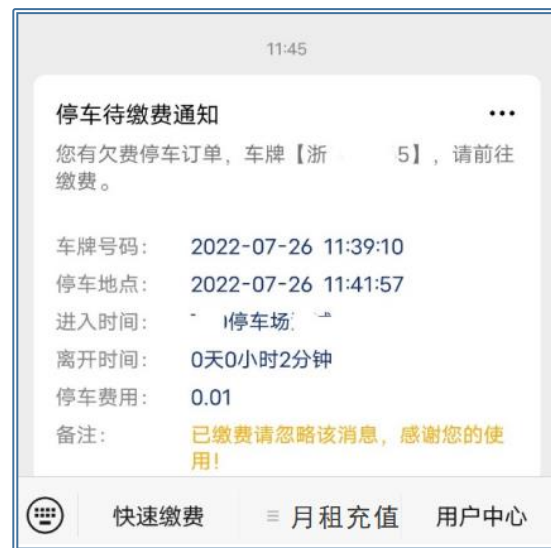 11:45
停车待缴费通知
您有欠费停车订单，车牌【浙 5】，请前往
缴费。
车牌号码： 2022-07-26 11:39:10
停车地点： 2022-07-26 11:41:57
进入时间： 停车场
离开时间： 0天0小时2分钟
停车费用： 0.01
备注： 已缴费请忽略该消息，感谢您的使
用！
快速缴费 月租充值 用户中心